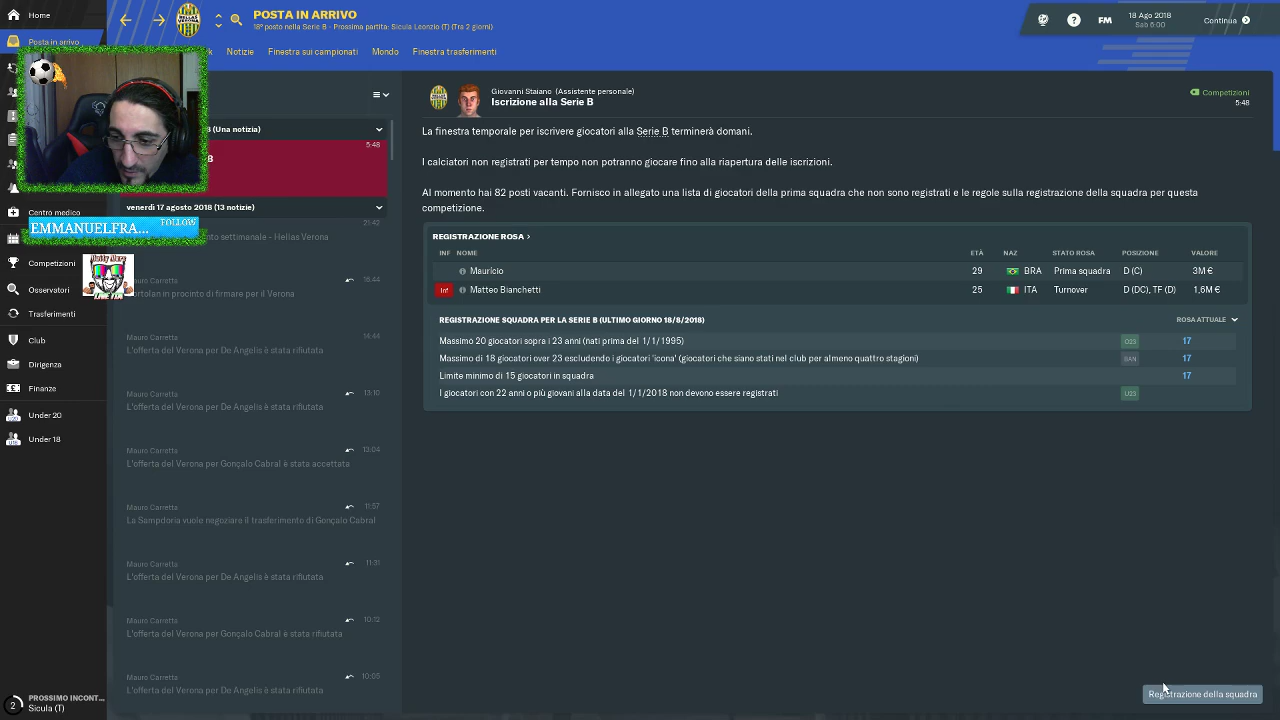 Home
POSTA IN ARRIVO
18° posto nella Serie B - Prossima partita: Sicula Leonzio (T) (Tra 2 giorni)
18 Ago 2018
Sab 6:00
Continua
Posta in arrivo
Notizie
Finestra sui campionati
Mondo
Finestra trasferimenti
Giovanni Staiano (Assistente personale)
Iscrizione alla Serie B
Competizioni
5:48
(Una notizia)
5:48
La finestra temporale per iscrivere giocatori alla Serie B terminerà domani.
I calciatori non registrati per tempo non potranno giocare fino alla riapertura delle iscrizioni.
Al momento hai 82 posti vacanti. Fornisco in allegato una lista di giocatori della prima squadra che non sono registrati e le regole sulla registrazione della squadra per questa
competizione.
venerdì 17 agosto 2018 (13 notizie)
21:42
settimanale - Hellas Verona
Mauro Carretta
18:44
in procinto di firmare per il Verona
Mauro Carretta
14:44
L'offerta del Verona per De Angelis è stata rifiutata
Mauro Carretta
13:10
L'offerta del Verona per De Angelis è stata rifiutata
Mauro Carretta
13:04
L'offerta del Verona per Gonçalo Cabral è stata accettata
Mauro Carretta
11:57
La Sampdoria vuole negoziare il trasferimento di Gonçalo Cabral
Mauro Carretta
11:31
L'offerta del Verona per De Angelis è stata rifiutata
Mauro Carretta
10:12
L'offerta del Verona per Gonçalo Cabral è stata rifiutata
Mauro Carretta
10:05
L'offerta del Verona per De Angelis è stata rifiutata
REGISTRAZIONE ROSA >
INF NOME ETÀ NAZ STATO ROSA POSIZIONE VALORE
Maurício 29 BRA Prima squadra D (C) 3M €
Inf Matteo Bianchetti 25 ITA Turnover D (DC), TF (D) 1,6M €
REGISTRAZIONE SQUADRA PER LA SERIE B (ULTIMO GIORNO 18/8/2018) ROSA ATTUALE
Massimo 20 giocatori sopra i 23 anni (nati prima del 1/1/1995) O23 17
Massimo di 18 giocatori over 23 escludendo i giocatori 'icona' (giocatori che siano stati nel club per almeno quattro stagioni) BAN 17
Limite minimo di 15 giocatori in squadra 17
I giocatori con 22 anni o più giovani alla data del 1/1/2018 non devono essere registrati U23
Registrazione della squadra
Centro medico
EMMANUELFRA...
FOLLOW
Competizioni
Osservatori
Trasferimenti
Club
Dirigenza
Finanze
Under 20
Under 18
2
PROSSIMO INCONT...
Sicula (T)